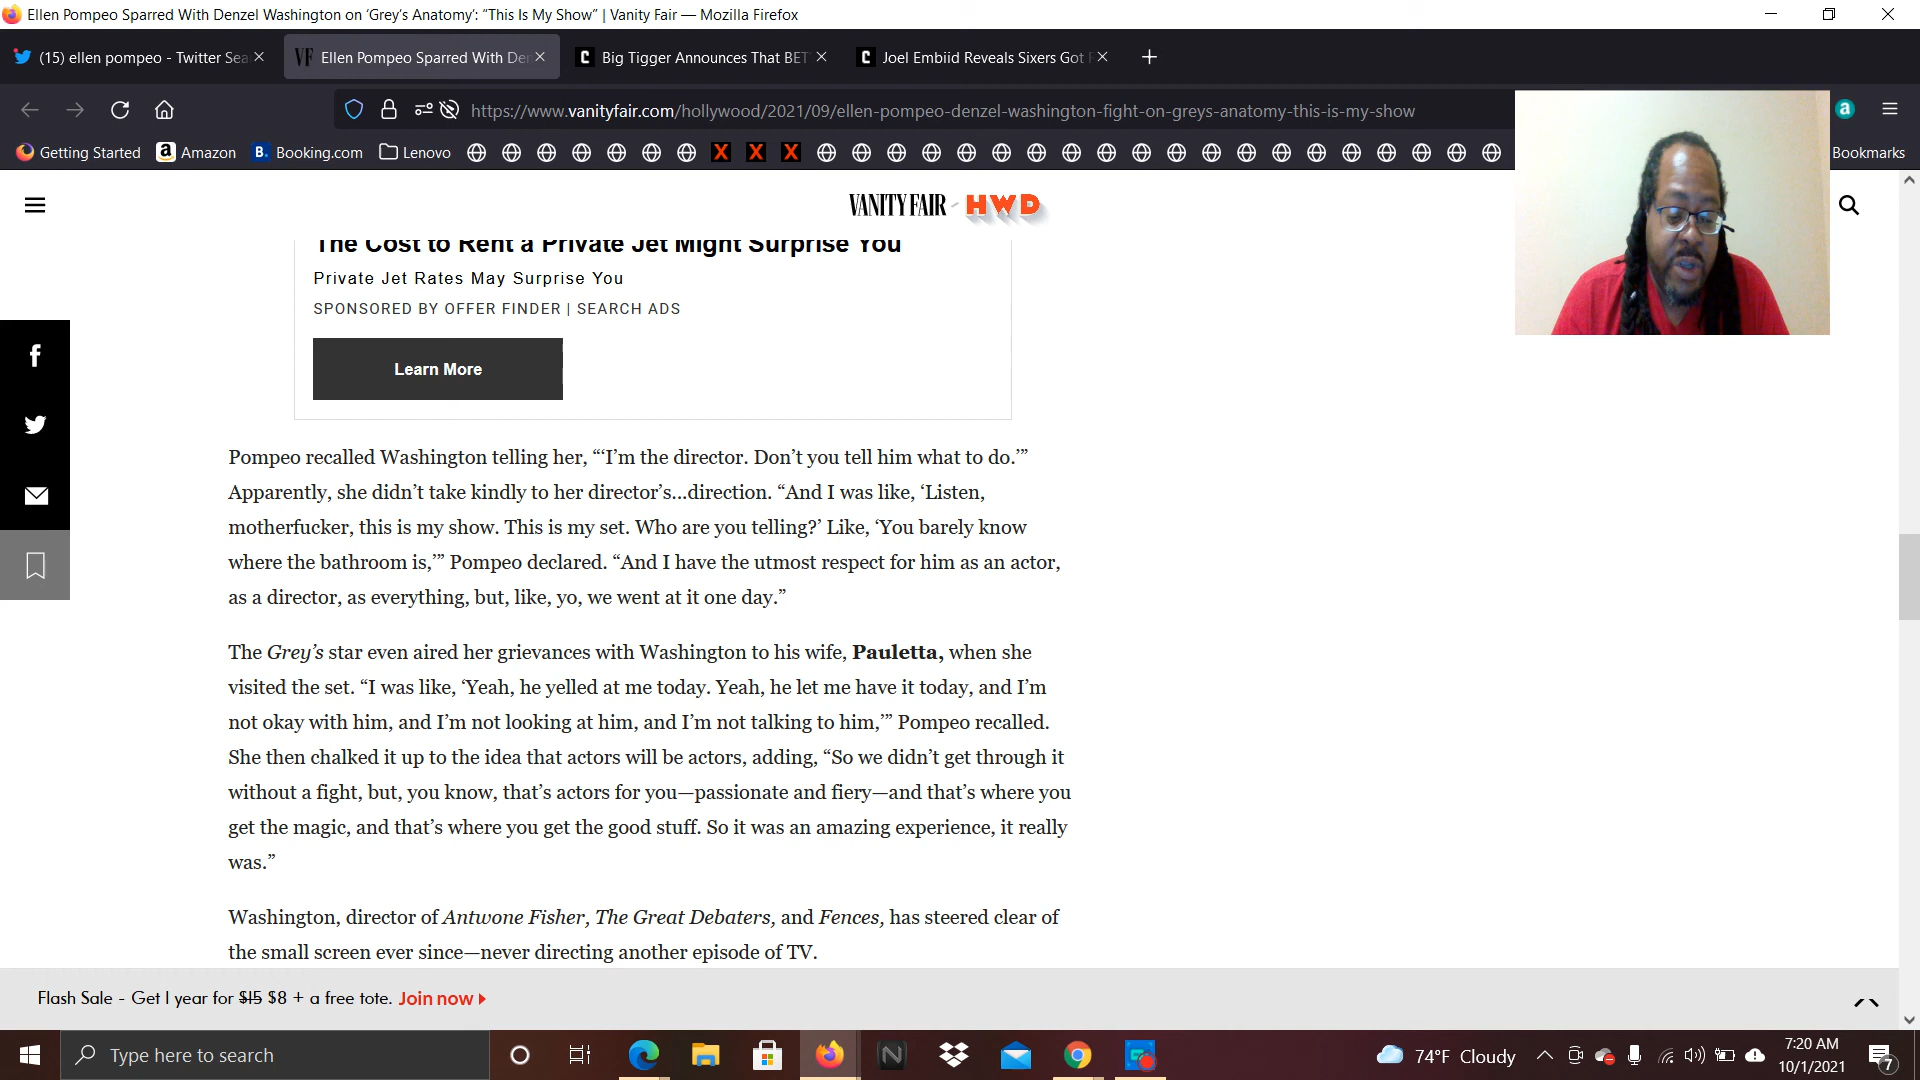 Ellen Pompeo Sparred With Denzel Washington on ‘Grey's Anatomy’: “This Is My Show” | Vanity Fair — Mozilla Firefox
(15) ellen pompeo - Twitter Sea
VF Ellen Pompeo Sparred With Den
C Big Tigger Announces That BET
C Joel Embiid Reveals Sixers Got
https://www.vanityfair.com/hollywood/2021/09/ellen-pompeo-denzel-washington-fight-on-greys-anatomy-this-is-my-show
a
Getting Started
a Amazon
B. Booking.com
Lenovo
X X X
Bookmarks
VANITY FAIR - HWD
The Cost to Rent a Private Jet Might Surprise You
Private Jet Rates May Surprise You
SPONSORED BY OFFER FINDER | SEARCH ADS
Learn More
f
Pompeo recalled Washington telling her, “‘I’m the director. Don’t you tell him what to do.’”
Apparently, she didn’t take kindly to her director’s...direction. “And I was like, ‘Listen,
motherfucker, this is my show. This is my set. Who are you telling?’ Like, ‘You barely know
where the bathroom is,’” Pompeo declared. “And I have the utmost respect for him as an actor,
as a director, as everything, but, like, yo, we went at it one day.”
The Grey’s star even aired her grievances with Washington to his wife, Pauletta, when she
visited the set. “I was like, ‘Yeah, he yelled at me today. Yeah, he let me have it today, and I’m
not okay with him, and I’m not looking at him, and I’m not talking to him,’” Pompeo recalled.
She then chalked it up to the idea that actors will be actors, adding, “So we didn’t get through it
without a fight, but, you know, that’s actors for you—passionate and fiery—and that’s where you
get the magic, and that’s where you get the good stuff. So it was an amazing experience, it really
was.”
Washington, director of Antwone Fisher, The Great Debaters, and Fences, has steered clear of
the small screen ever since—never directing another episode of TV.
Flash Sale - Get 1 year for $15 $8 + a free tote. Join now
Type here to search
N
74°F Cloudy
7:20 AM
10/1/2021
7